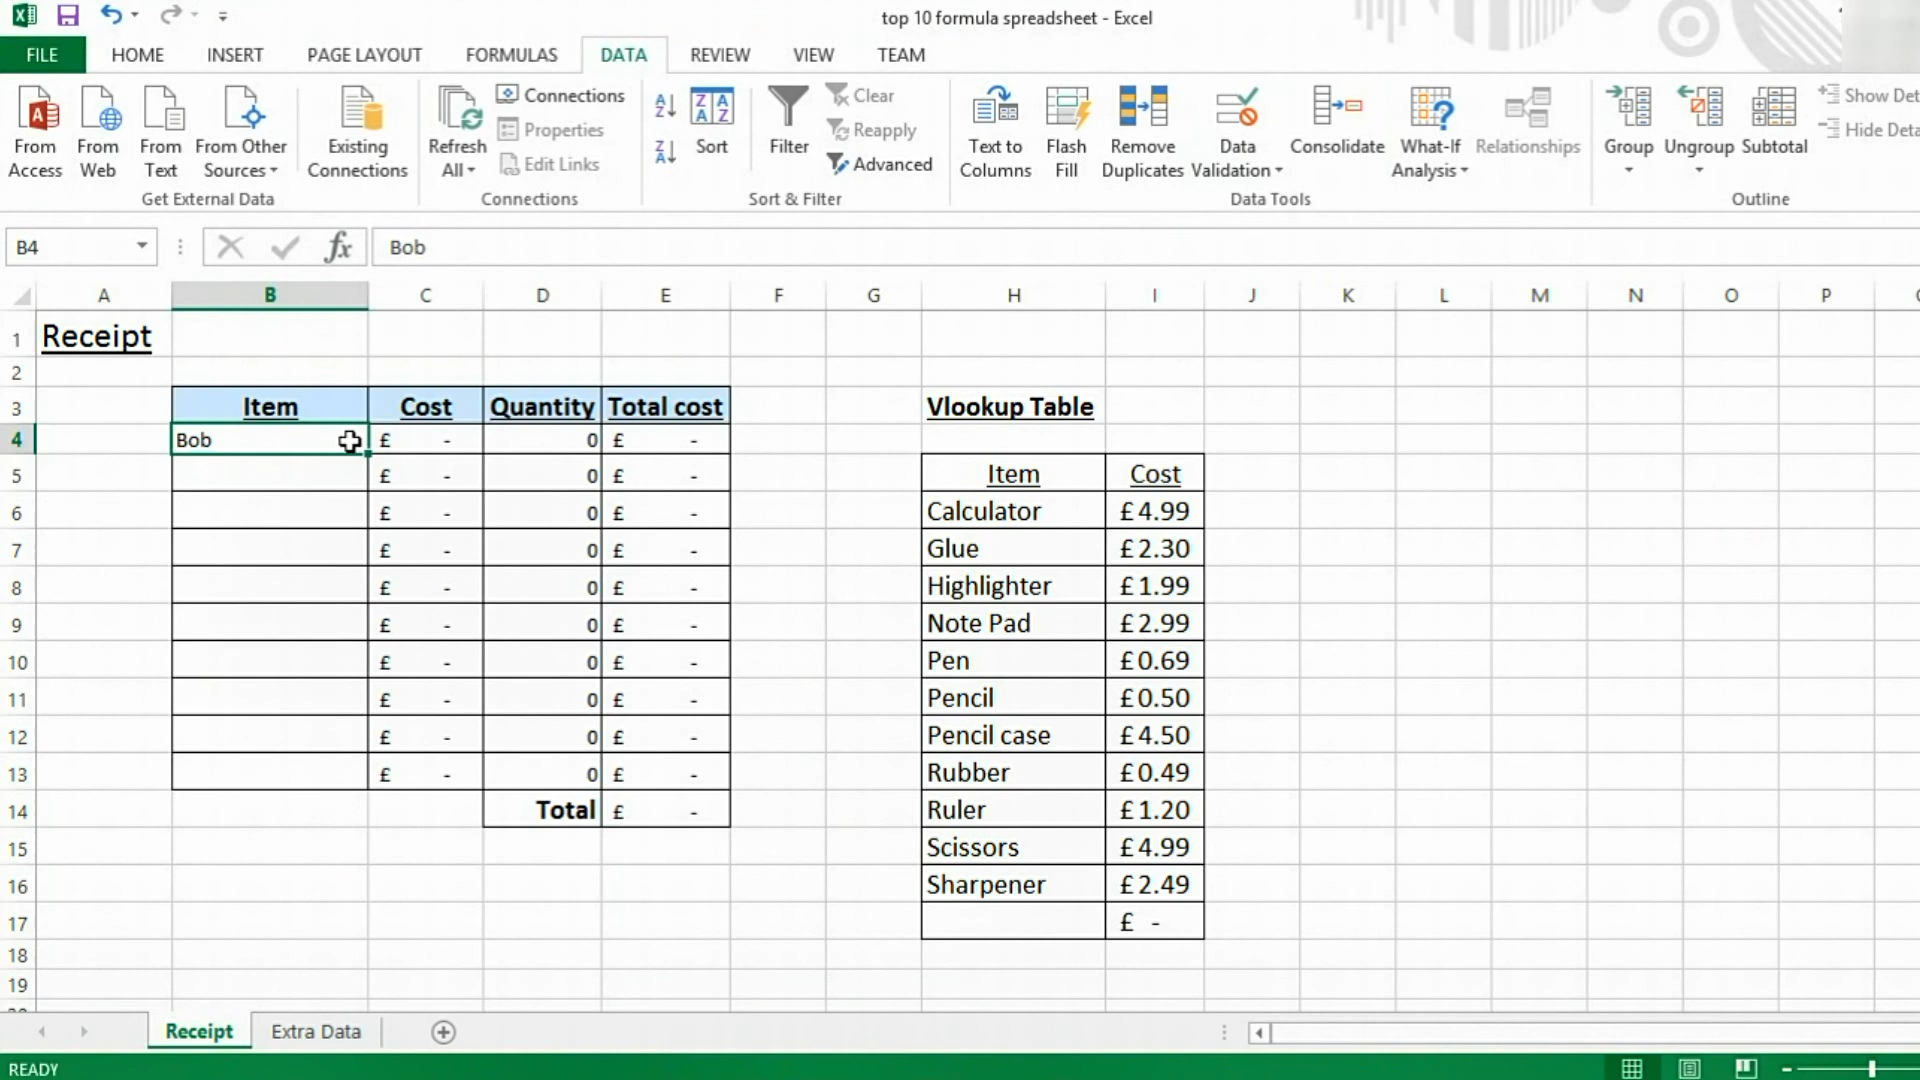 top 10 formula spreadsheet - Excel
FILE HOME INSERT PAGE LAYOUT FORMULAS DATA REVIEW VIEW TEAM
From Access From Web From Text From Other Sources Existing Connections Refresh All Connections Properties Edit Links Sort Filter Clear Reapply Advanced Text to Columns Flash Fill Remove Duplicates Data Validation Consolidate What-If Analysis Relationships Group Ungroup Subtotal Show Det Hide Deta
Get External Data Connections Sort & Filter Data Tools Outline
B4 fx Bob
A B C D E F G H I J K L M N O P
1 Receipt
2
3 Item Cost Quantity Total cost Vlookup Table
4 Bob £ - 0 £ -
5 £ - 0 £ - Item Cost
6 £ - 0 £ - Calculator £4.99
7 £ - 0 £ - Glue £2.30
8 £ - 0 £ - Highlighter £1.99
9 £ - 0 £ - Note Pad £2.99
10 £ - 0 £ - Pen £0.69
11 £ - 0 £ - Pencil £0.50
12 £ - 0 £ - Pencil case £4.50
13 £ - 0 £ - Rubber £0.49
14 Total £ - Ruler £1.20
15 Scissors £4.99
16 Sharpener £2.49
17 £ -
18
19
Receipt Extra Data
READY